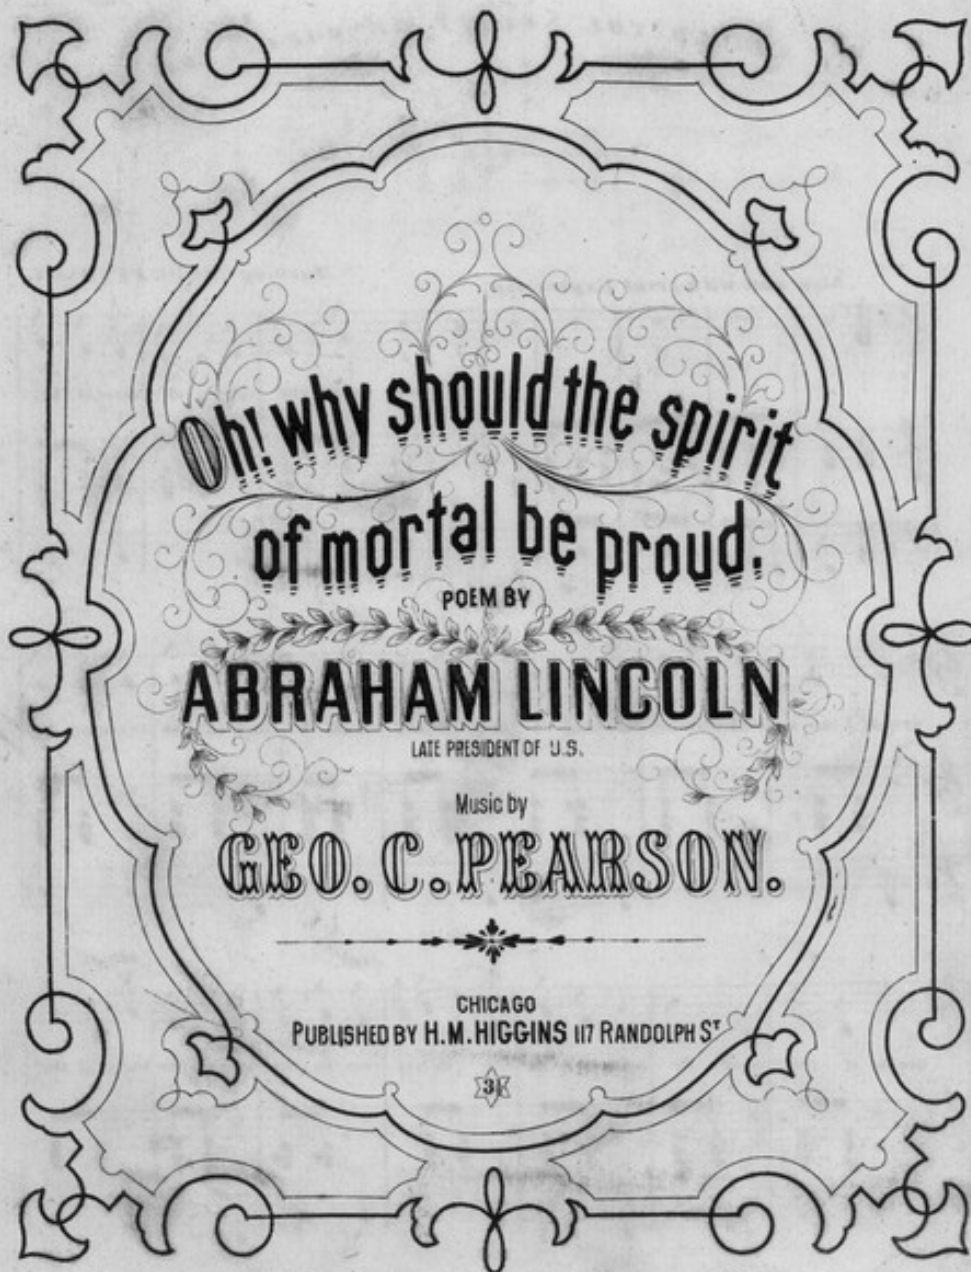 Oh! why should the spirit
of mortal be proud.
POEM BY
ABRAHAM LINCOLN
LATE PRESIDENT OF U.S.
Music by
GEO. C. PEARSON.
CHICAGO
PUBLISHED BY H.M. HIGGINS 117 RANDOLPH ST
3